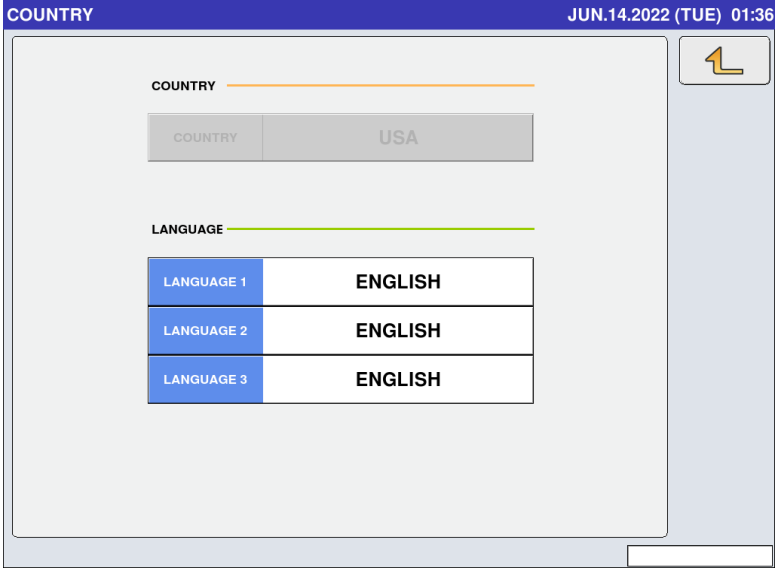 COUNTRY JUN.14.2022 (TUE) 01:36
COUNTRY
COUNTRY USA
LANGUAGE
LANGUAGE 1 ENGLISH
LANGUAGE 2 ENGLISH
LANGUAGE 3 ENGLISH